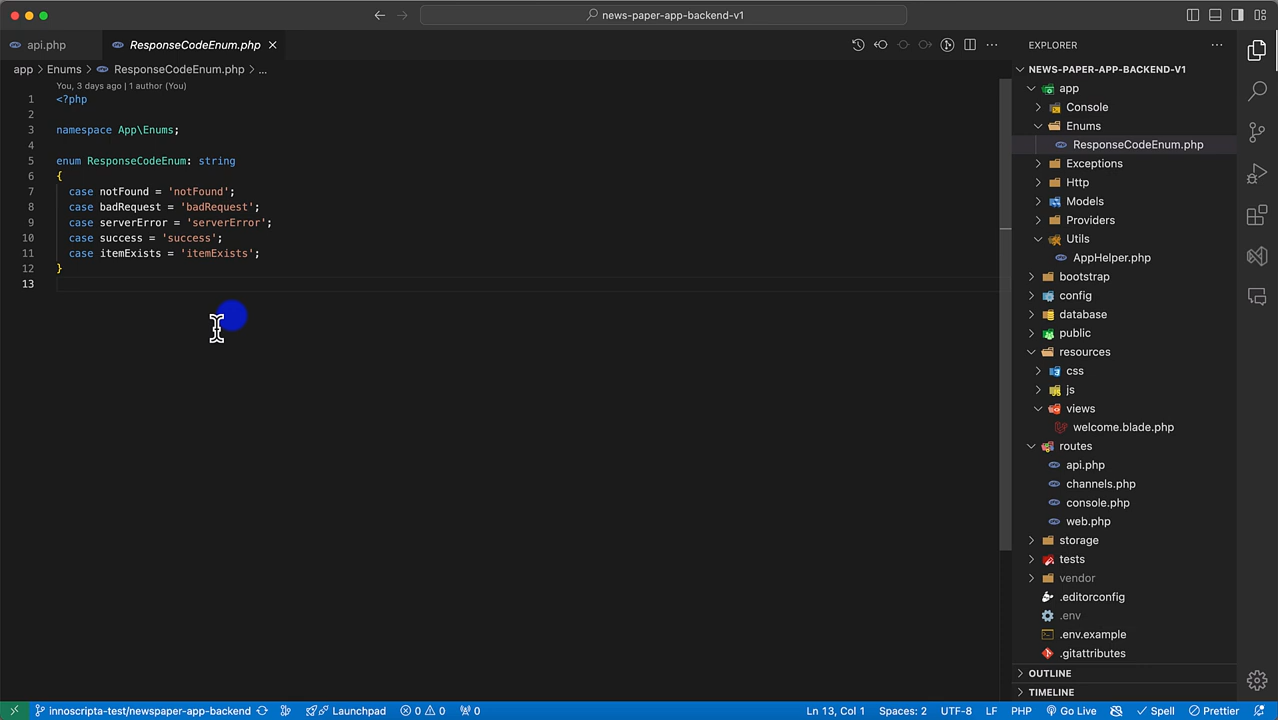 news-paper-app-backend-v1
api.php
ResponseCodeEnum.php
app > Enums > ResponseCodeEnum.php > ...
You, 3 days ago | 1 author (You)
1 <?php
2
3 namespace App\Enums;
4
5 enum ResponseCodeEnum: string
6 {
7 case notFound = 'notFound';
8 case badRequest = 'badRequest';
9 case serverError = 'serverError';
10 case success = 'success';
11 case itemExists = 'itemExists';
12 }
13
EXPLORER
NEWS-PAPER-APP-BACKEND-V1
app
Console
Enums
ResponseCodeEnum.php
Exceptions
Http
Models
Providers
Utils
AppHelper.php
bootstrap
config
database
public
resources
css
js
views
welcome.blade.php
routes
api.php
channels.php
console.php
web.php
storage
tests
vendor
.editorconfig
.env
.env.example
.gitattributes
OUTLINE
TIMELINE
innoscripta-test/newspaper-app-backend Launchpad 0 0 0 Ln 13, Col 1 Spaces: 2 UTF-8 LF PHP Go Live Spell Prettier